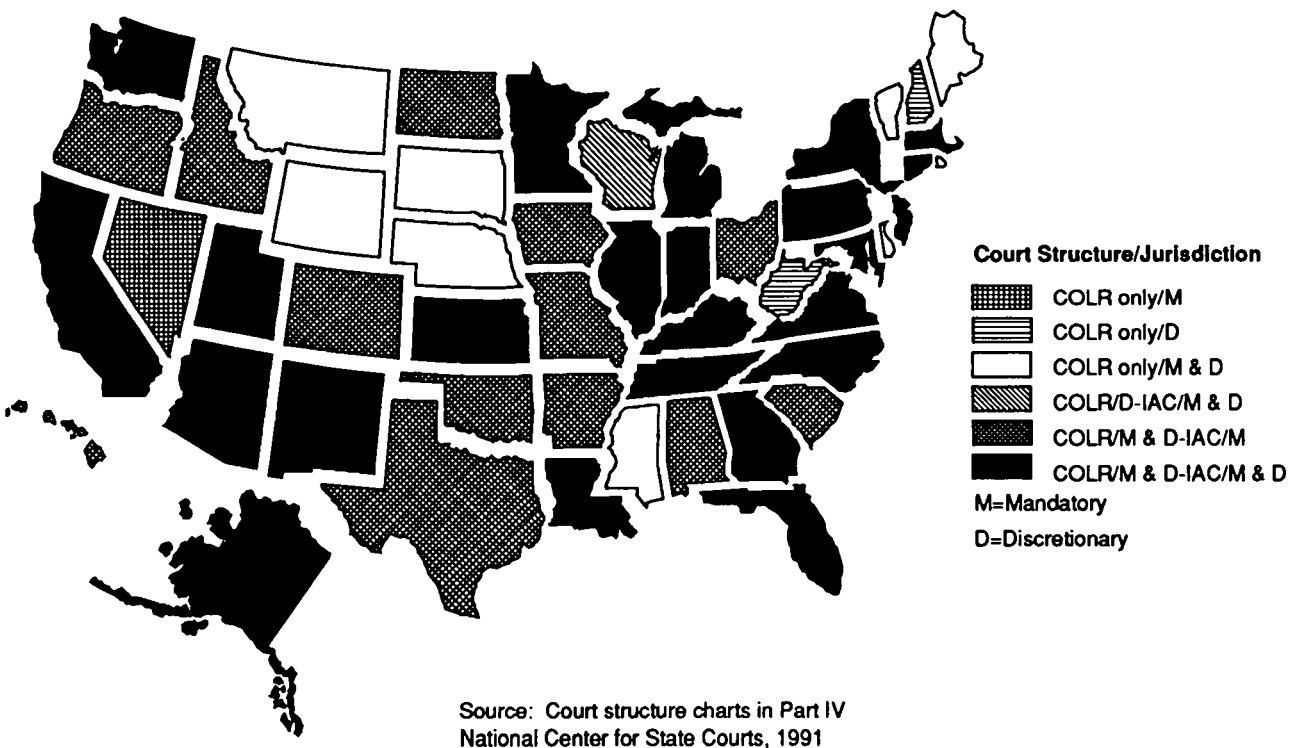 Court Structure/Jurisdiction
COLR only/M
COLR only/D
COLR only/M & D
COLR/D-IAC/M & D
COLR/M & D-IAC/M
COLR/M & D-IAC/M & D
M=Mandatory
D=Discretionary
Source: Court structure charts in Part IV
National Center for State Courts, 1991